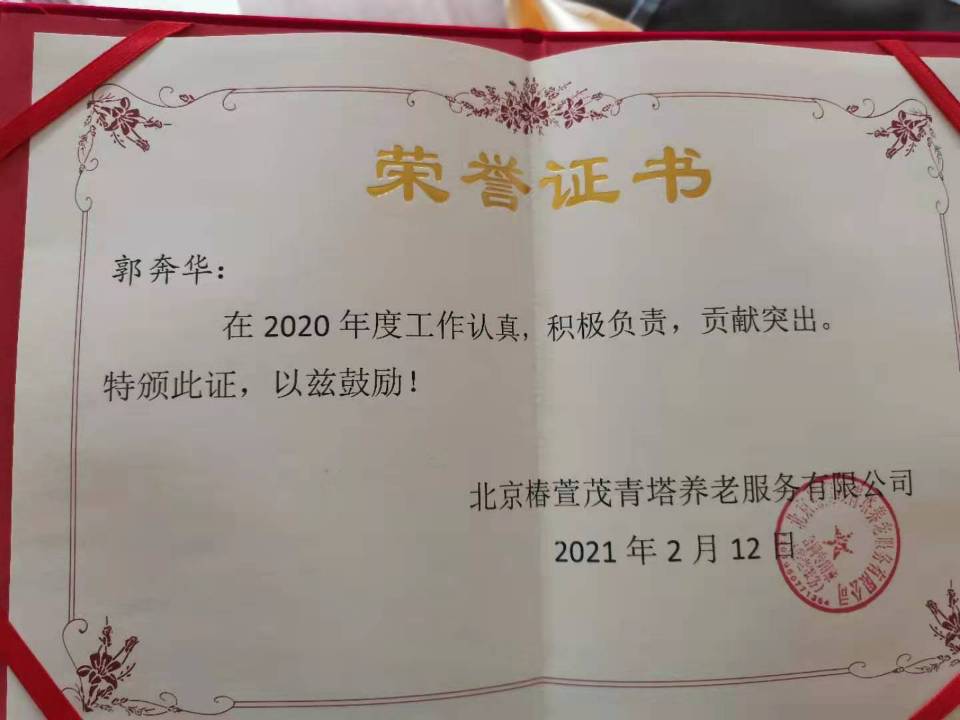 荣誉证书
郭奔华：
在 2020 年度工作认真, 积极负责，贡献突出。
特颁此证，以兹鼓励！
北京椿萱茂青塔养老服务有限公司
2021 年 2 月 12 日